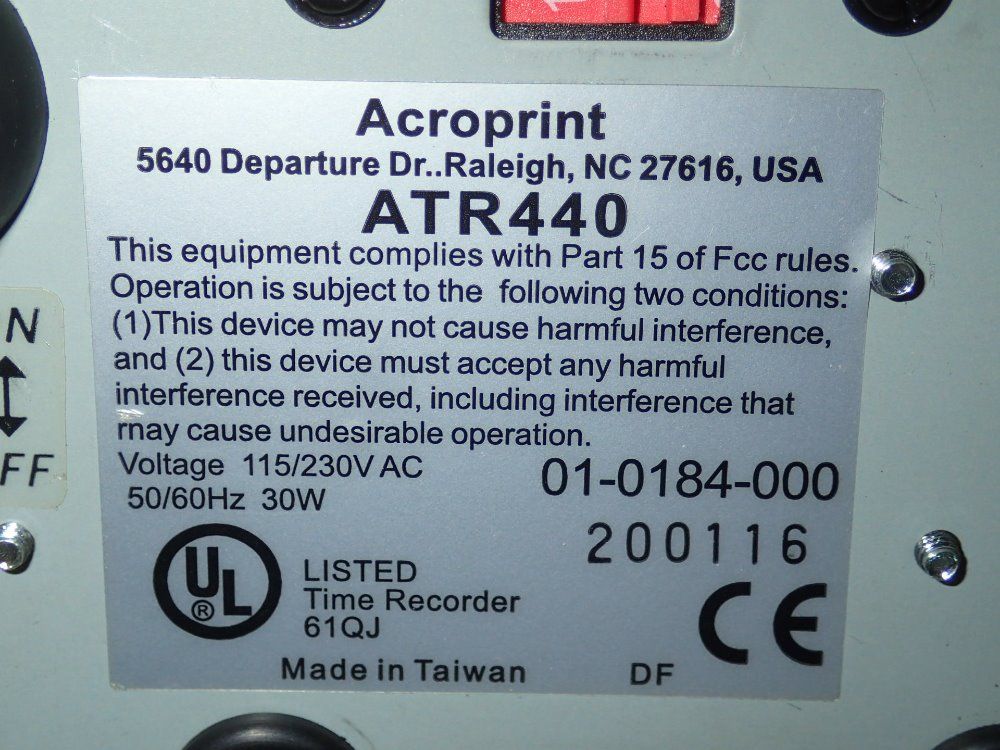 Acroprint
5640 Departure Dr..Raleigh, NC 27616, USA
ATR440
This equipment complies with Part 15 of Fcc rules.
Operation is subject to the following two conditions:
(1)This device may not cause harmful interference,
and (2) this device must accept any harmful
interference received, including interference that
may cause undesirable operation.
Voltage 115/230V AC
50/60Hz 30W
01-0184-000
200116
UL
®
LISTED
Time Recorder
61QJ
CE
Made in Taiwan
DF
N
FF